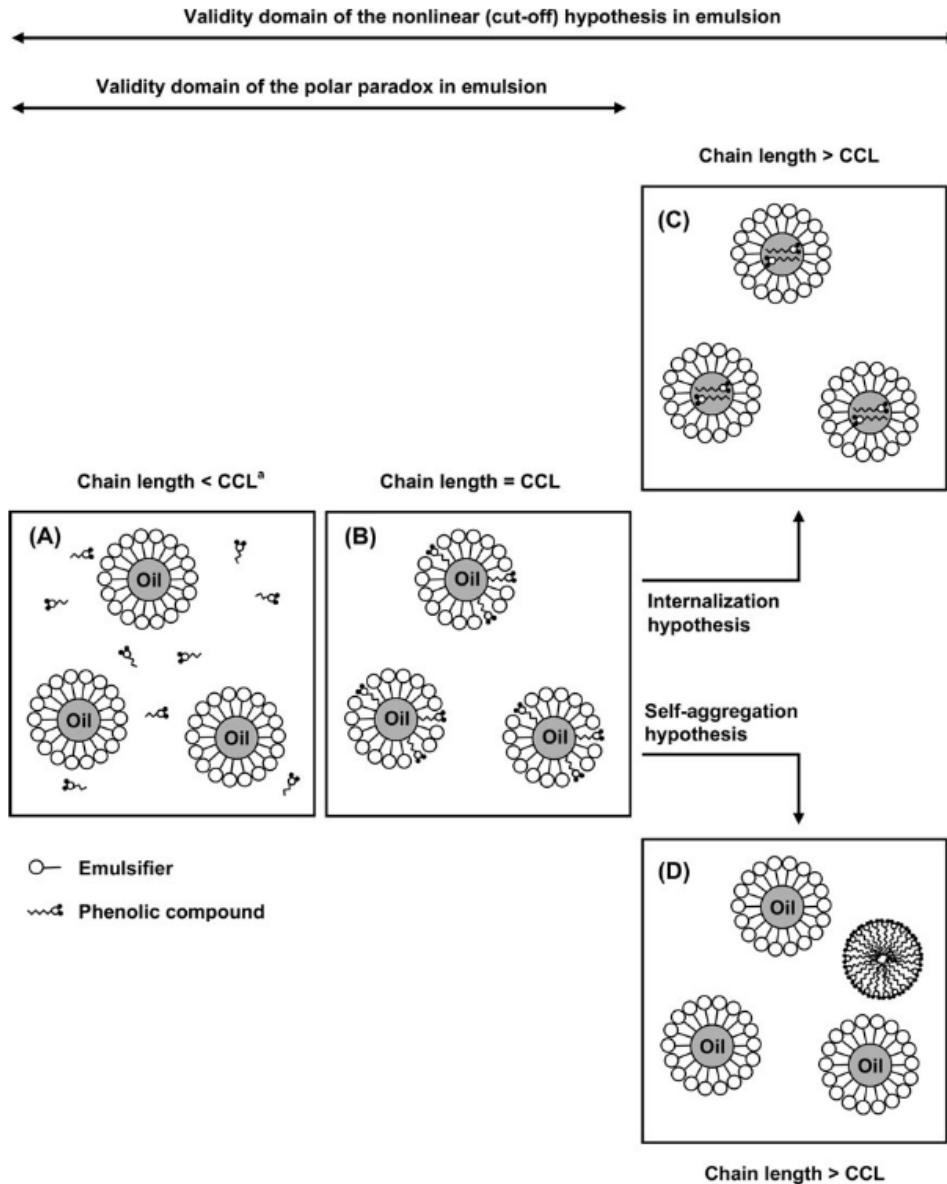 Validity domain of the nonlinear (cut-off) hypothesis in emulsion
Validity domain of the polar paradox in emulsion
Chain length > CCL
(C)
Chain length < CCLᵃ
(A)
Oil
Oil
Oil
Chain length = CCL
(B)
Oil
Oil
Oil
Internalization
hypothesis
Self-aggregation
hypothesis
Emulsifier
Phenolic compound
(D)
Oil
Oil
Oil
Chain length > CCL